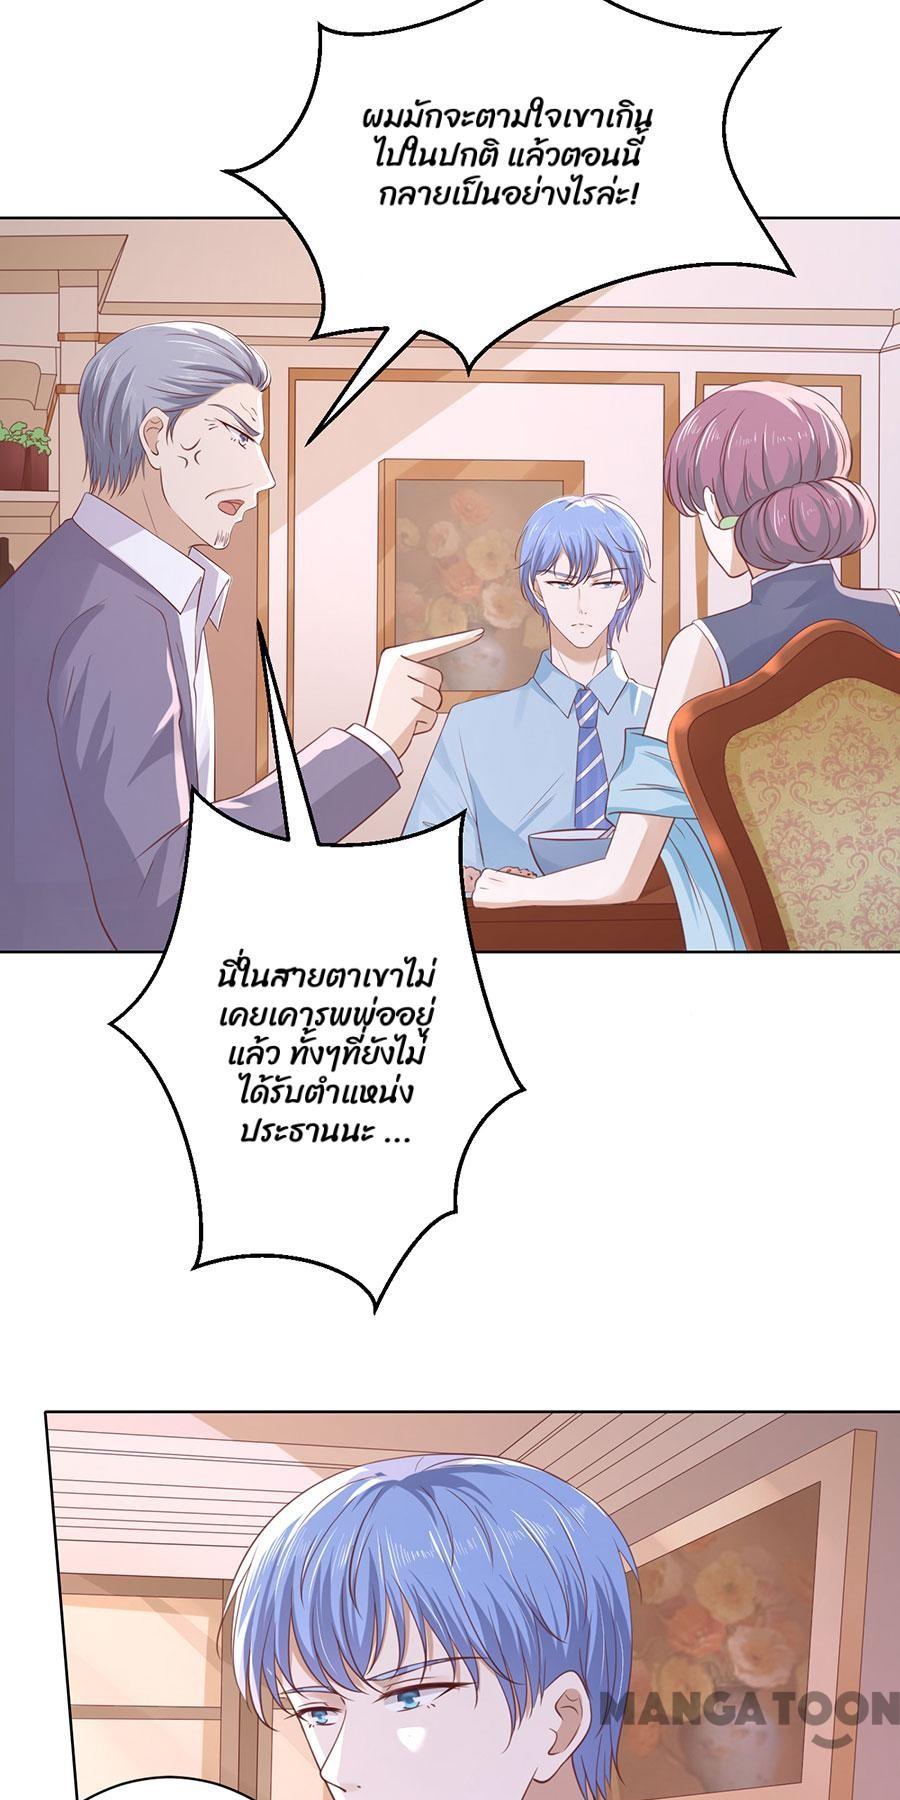 ผมมักจะตามใจเขาเกิน
ไปในปกติ แล้วตอนนี้
กลายเป็นอย่างไรล่ะ!
นี่ในสายตาเขาไม่
เคยเคารพพ่ออยู่
แล้ว ทั้งๆที่ยังไม่
ได้รับตำแหน่ง
ประธานนะ ...
MANGATOON